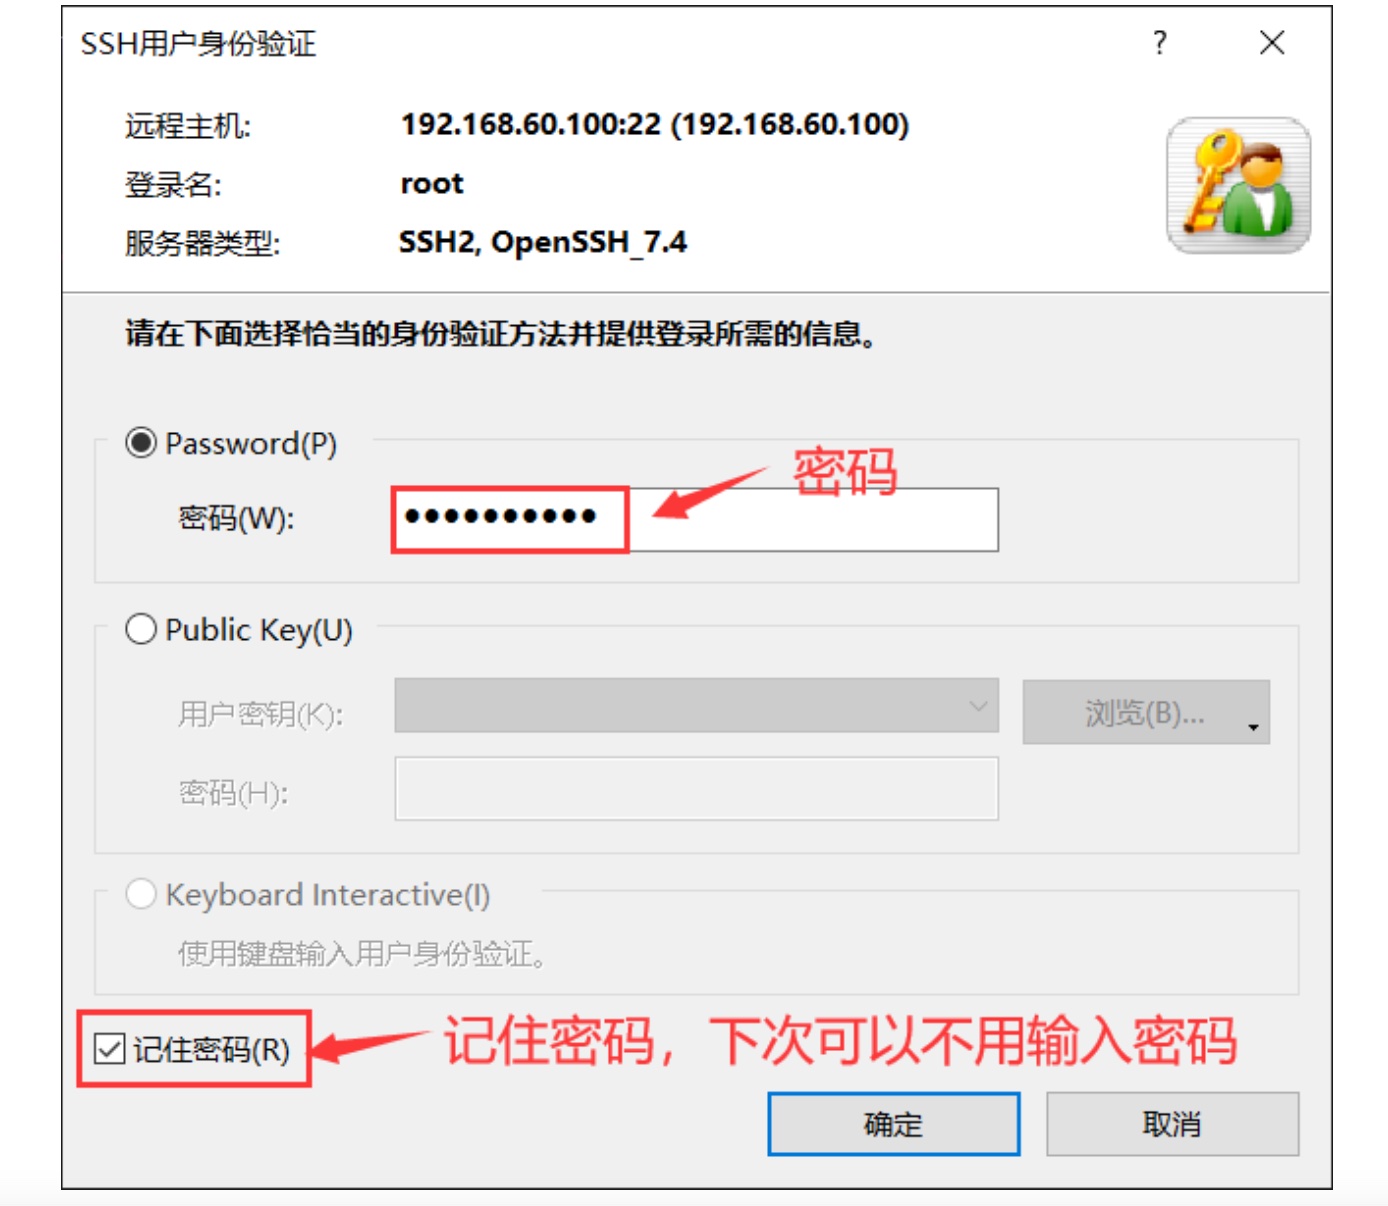 SSH用户身份验证
远程主机: 192.168.60.100:22 (192.168.60.100)
登录名: root
服务器类型: SSH2, OpenSSH_7.4
请在下面选择恰当的身份验证方法并提供登录所需的信息。
Password(P)
密码
密码(W): ●●●●●●●●●●
Public Key(U)
用户密钥(K):
浏览(B)...
密码(H):
Keyboard Interactive(I)
使用键盘输入用户身份验证。
记住密码(R)
记住密码，下次可以不用输入密码
确定
取消